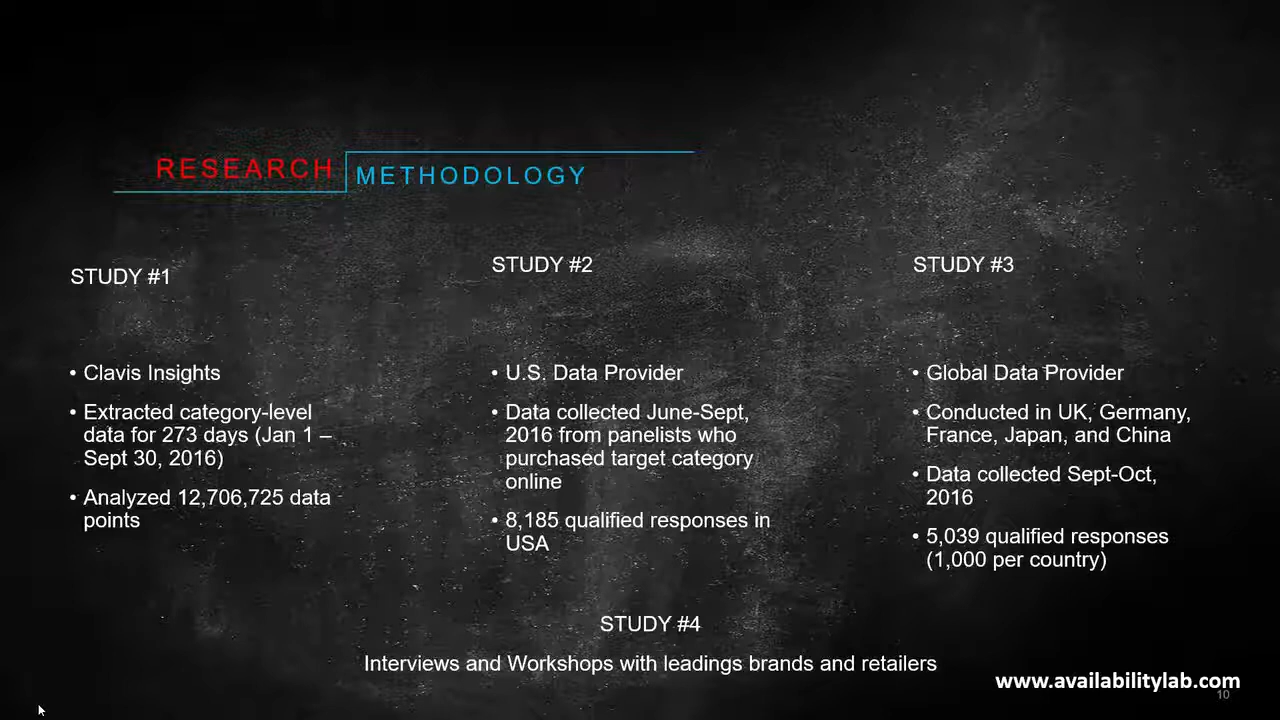 RESEARCH
METHODOLOGY
STUDY #1
• Clavis Insights
• Extracted category-level
data for 273 days (Jan 1 –
Sept 30, 2016)
• Analyzed 12,706,725 data
points
STUDY #2
• U.S. Data Provider
• Data collected June-Sept,
2016 from panelists who
purchased target category
online
• 8,185 qualified responses in
USA
STUDY #3
• Global Data Provider
• Conducted in UK, Germany,
France, Japan, and China
• Data collected Sept-Oct,
2016
• 5,039 qualified responses
(1,000 per country)
STUDY #4
Interviews and Workshops with leadings brands and retailers
www.availabilitylab.com
10